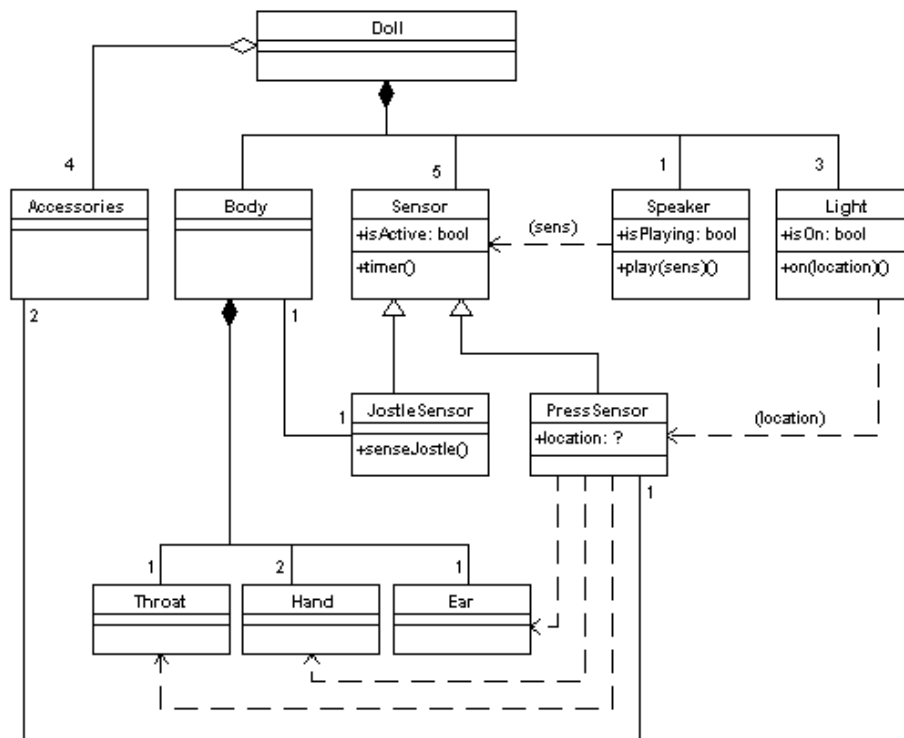 Doll
4
5
1
3
Accessories
Body
Sensor
Speaker
Light
+isActive: bool
(sens)
+isPlaying: bool
+isOn: bool
+timer()
+play(sens)()
+on(location)()
2
1
1
JostleSensor
PressSensor
(location)
+location: ?
+senseJostle()
1
1
2
1
Throat
Hand
Ear